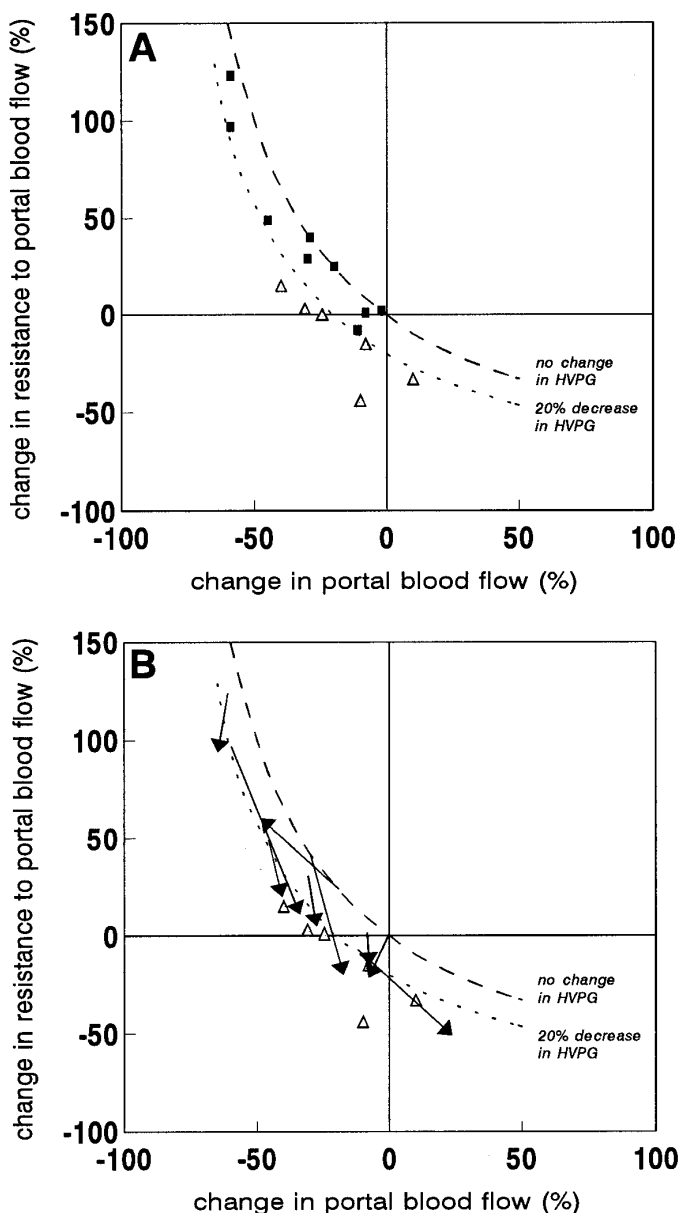 A
change in resistance to portal blood flow (%)
150
100
50
0
-50
-100
no change
in HVPG
20% decrease
in HVPG
-100
-50
0
50
100
change in portal blood flow (%)
B
change in resistance to portal blood flow (%)
150
100
50
0
-50
-100
no change
in HVPG
20% decrease
in HVPG
-100
-50
0
50
100
change in portal blood flow (%)